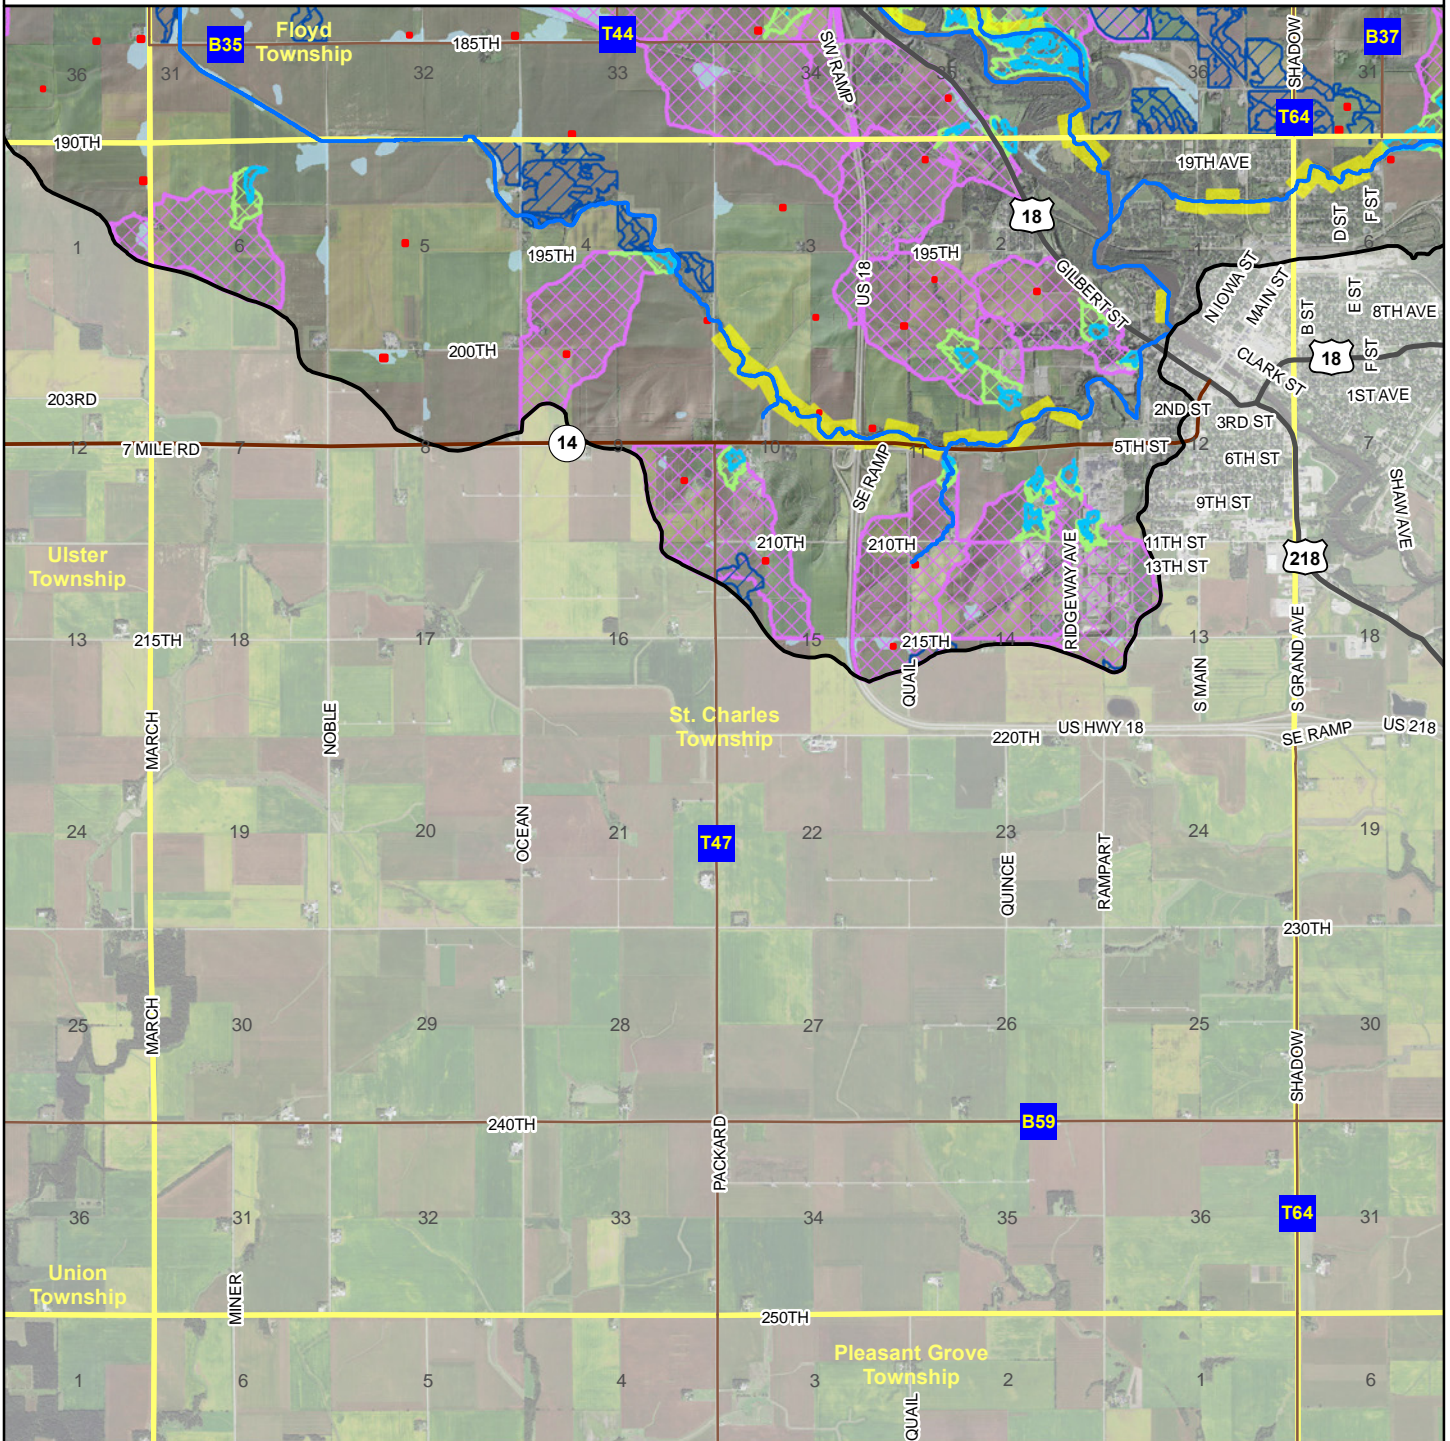 B35
Floyd
Township
T44
SW RAMP
SHADOW
B37
185TH
36
31
32
33
34
35
36
31
T64
190TH
19TH AVE
18
D ST
F ST
1
6
5
4
3
2
1
6
195TH
195TH
US 18
GILBERT ST
N IOWA ST
MAIN ST
B ST
E ST
8TH AVE
200TH
F ST
18
CLARK ST
203RD
1ST AVE
2ND ST
3RD ST
12
7 MILE RD
7
8
14
9
10
11
5TH ST
12
7
SE RAMP
6TH ST
9TH ST
SHAW AVE
Ulster
Township
210TH
210TH
RIDGEWAY AVE
11TH ST
13TH ST
218
13
215TH
18
17
16
15
215TH
14
13
18
QUAIL
S MAIN
S GRAND AVE
MARCH
NOBLE
St. Charles
Township
US HWY 18
220TH
SE RAMP
US 218
24
19
20
OCEAN
21
T47
22
23
24
19
QUINCE
RAMPART
230TH
25
MARCH
30
29
28
27
26
25
30
SHADOW
240TH
PACKARD
B59
36
31
32
33
34
35
36
T64
31
Union
Township
MINER
250TH
Pleasant Grove
Township
1
6
5
4
3
2
1
6
QUAIL